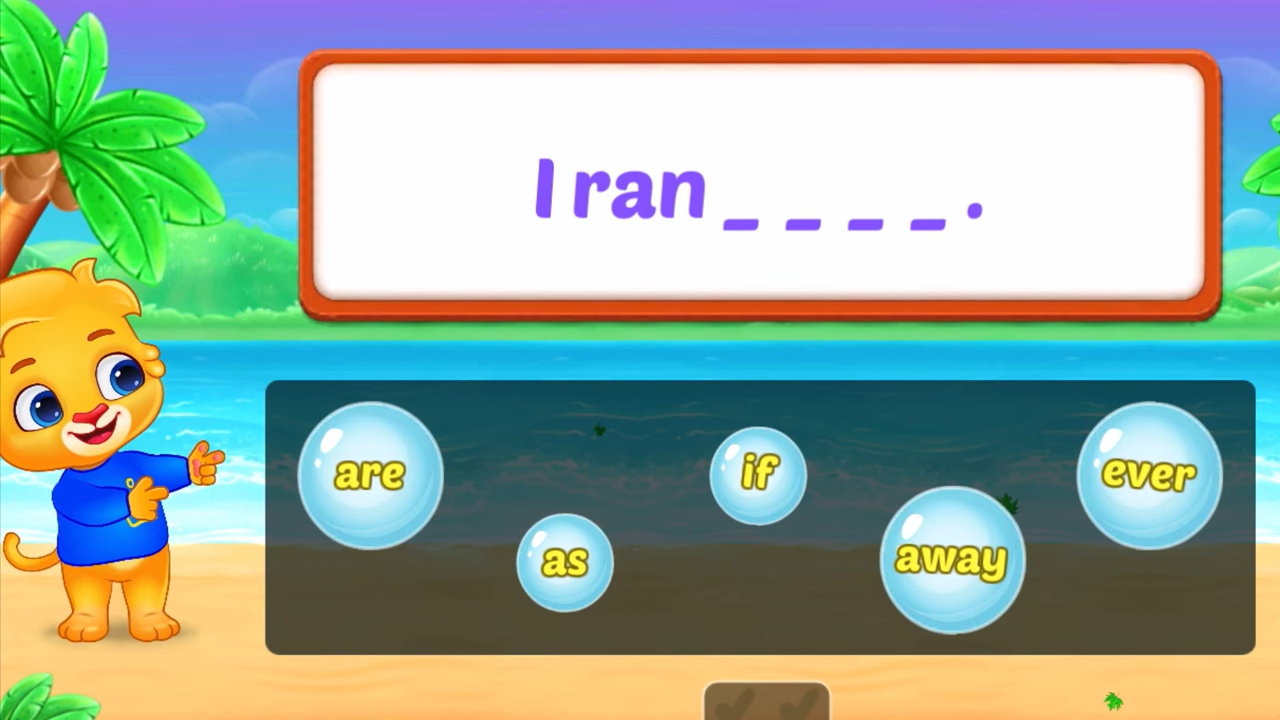 I ran _ _ _ _ .
are
if
ever
as
away